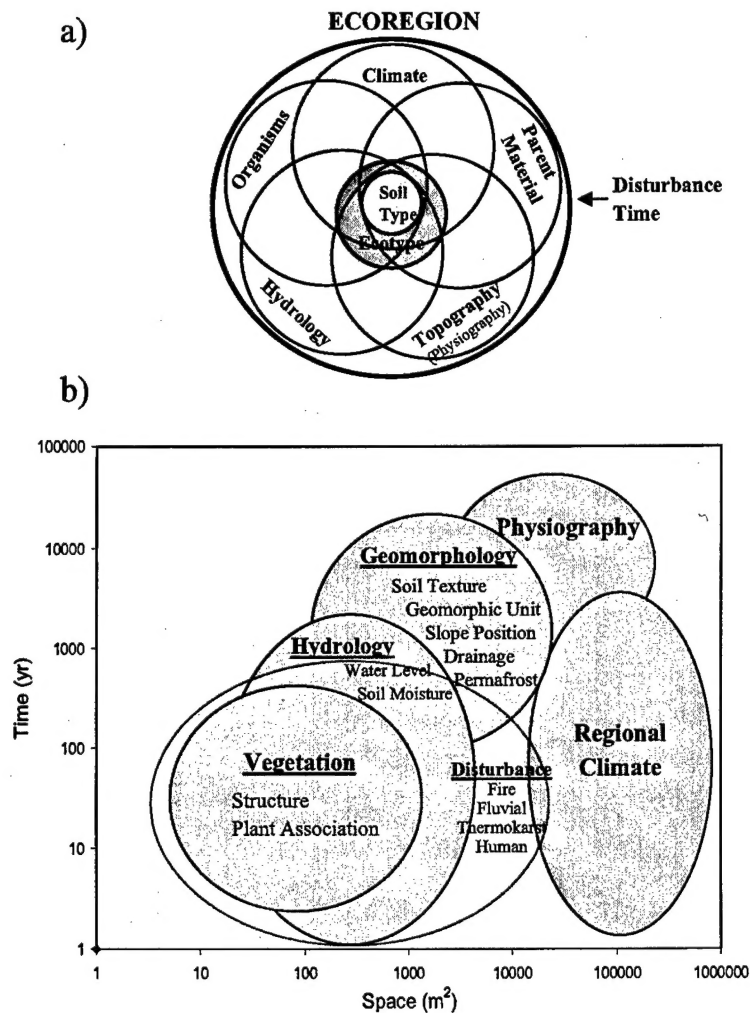 a)
ECOREGION
Climate
Organisms
Parent
Material
Disturbance
Time
Soil
Type
Ecotype
Hydrology
Topography
(Physiography)
b)
100000
10000
1000
100
10
1
Time (yr)
Physiography
Geomorphology
Soil Texture
Geomorphic Unit
Slope Position
Drainage
Permafrost
Hydrology
Water Level
Soil Moisture
Regional
Climate
Vegetation
Structure
Plant Association
Disturbance
Fire
Fluvial
Thermokarst
Human
1 10 100 1000 10000 100000 1000000
Space (m²)